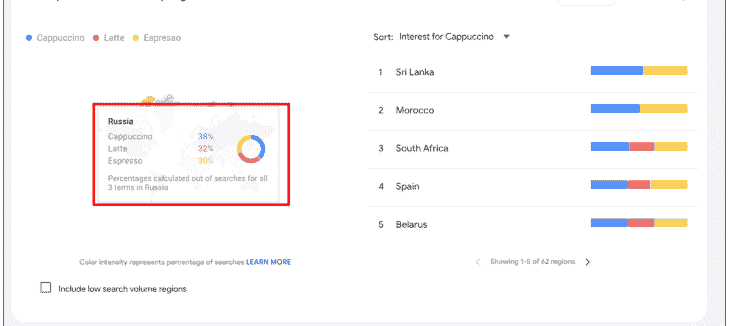 Cappuccino Latte Espresso
Sort: Interest for Cappuccino
Russia
Cappuccino 38%
Latte 32%
Espresso 30%
Percentages calculated out of searches for all
3 terms in Russia
Color intensity represents percentage of searches LEARN MORE
Include low search volume regions
1 Sri Lanka
2 Morocco
3 South Africa
4 Spain
5 Belarus
Showing 1-5 of 62 regions